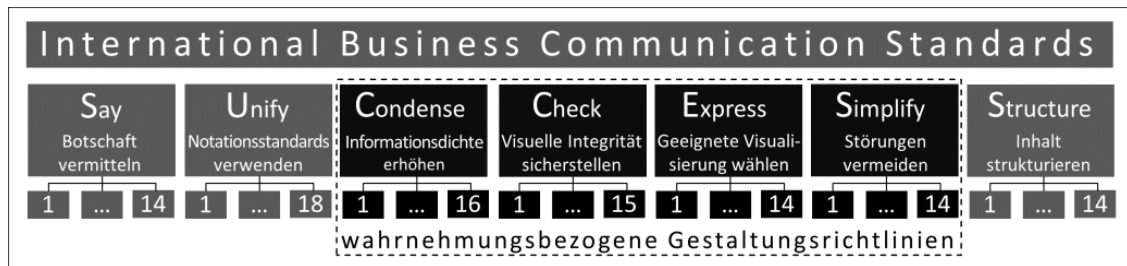 International Business Communication Standards
Say
Botschaft
vermitteln
1 ... 14
Unify
Notationsstandards
verwenden
1 ... 18
Condense
Informationsdichte
erhöhen
1 ... 16
Check
Visuelle Integrität
sicherstellen
1 ... 15
Express
Geeignete Visuali-
sierung wählen
1 ... 14
Simplify
Störungen
vermeiden
1 ... 14
Structure
Inhalt
strukturieren
1 ... 14
wahrnehmungsbezogene Gestaltungsrichtlinien